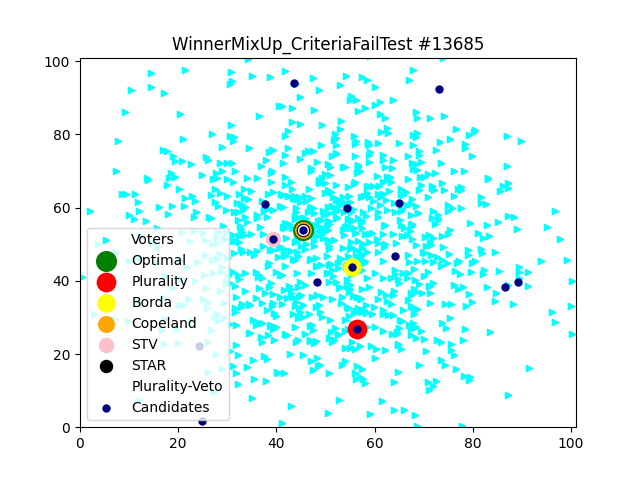 WinnerMixUp_CriteriaFailTest #13685
100
80
60
40
20
0
Voters
Optimal
Plurality
Borda
Copeland
STV
STAR
Plurality-Veto
Candidates
0 20 40 60 80 100